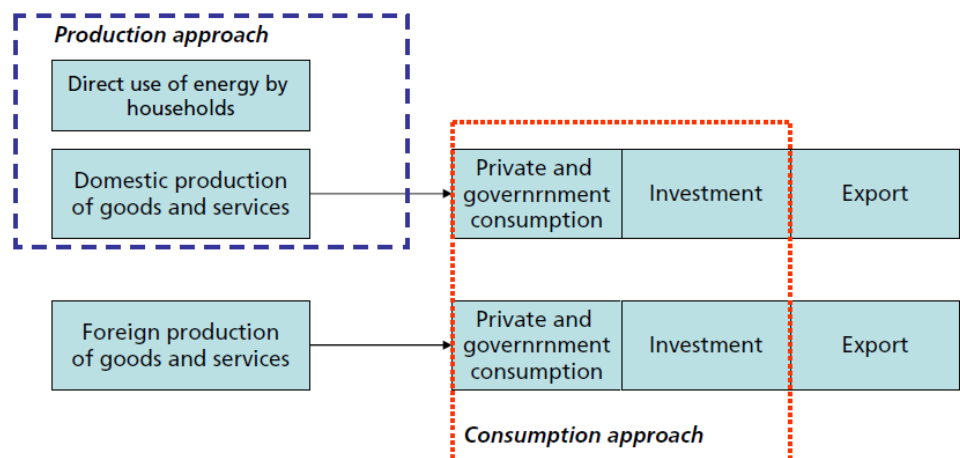 Production approach
Direct use of energy by
households
Domestic production
of goods and services
Private and
governrnment
consumption
Investment
Export
Foreign production
of goods and services
Private and
governrnment
consumption
Investment
Export
Consumption approach